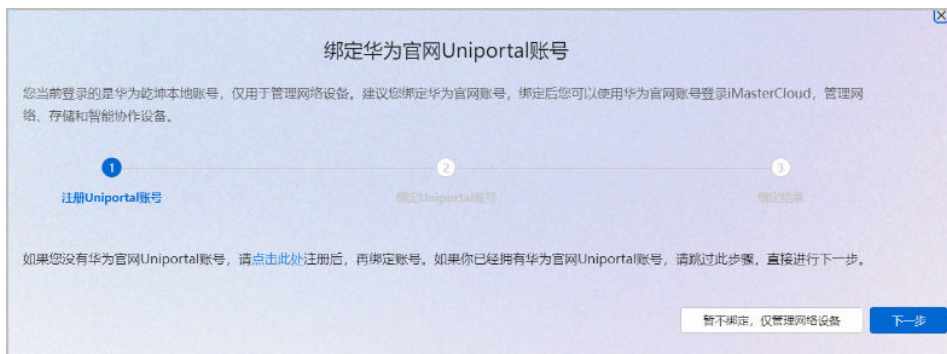 绑定华为官网Uniportal账号
您当前登录的是华为乾坤本地账号，仅用于管理网络设备。建议您绑定华为官网账号，绑定后您可以使用华为官网账号登录iMasterCloud，管理网
络、存储和智能协作设备。
1
2
3
注册Uniportal账号
绑定Uniportal账号
绑定结果
如果您没有华为官网Uniportal账号，请点击此处注册后，再绑定账号。如果你已经拥有华为官网Uniportal账号，请跳过此步骤，直接进行下一步。
暂不绑定，仅管理网络设备
下一步